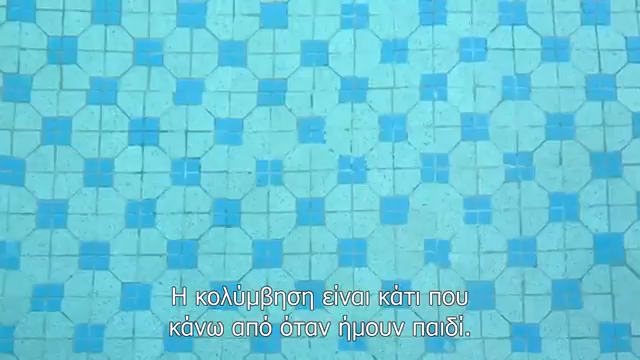 Η κολύμβηση είναι κάτι που
κάνω από όταν ήμουν παιδί.